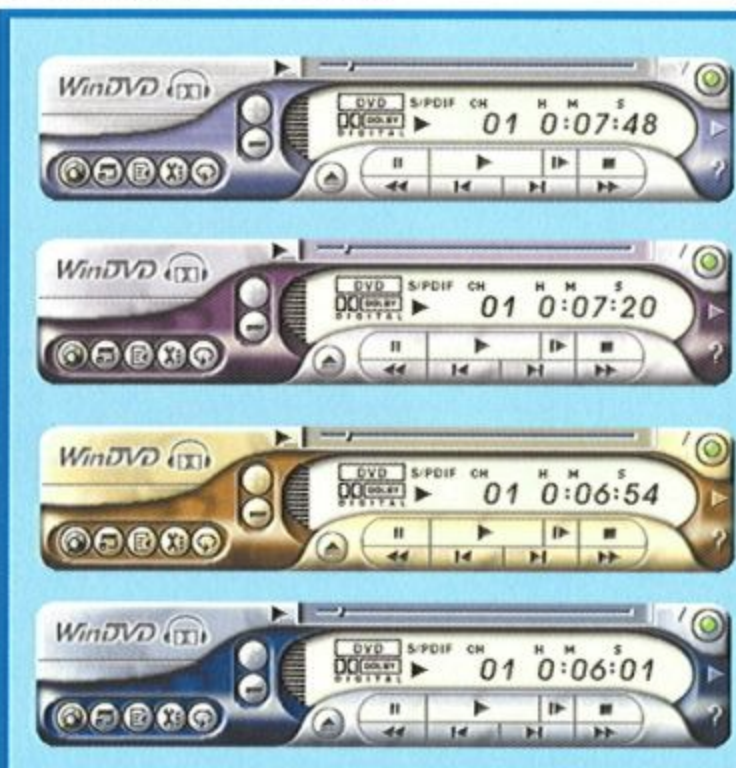 WinDVD
DVD S/PDIF CH H M S
DOLBY 01 0:07:48
DIGITAL
?
WinDVD
DVD S/PDIF CH H M S
DOLBY 01 0:07:20
DIGITAL
?
WinDVD
DVD S/PDIF CH H M S
DOLBY 01 0:06:54
DIGITAL
?
WinDVD
DVD S/PDIF CH H M S
DOLBY 01 0:06:01
DIGITAL
?